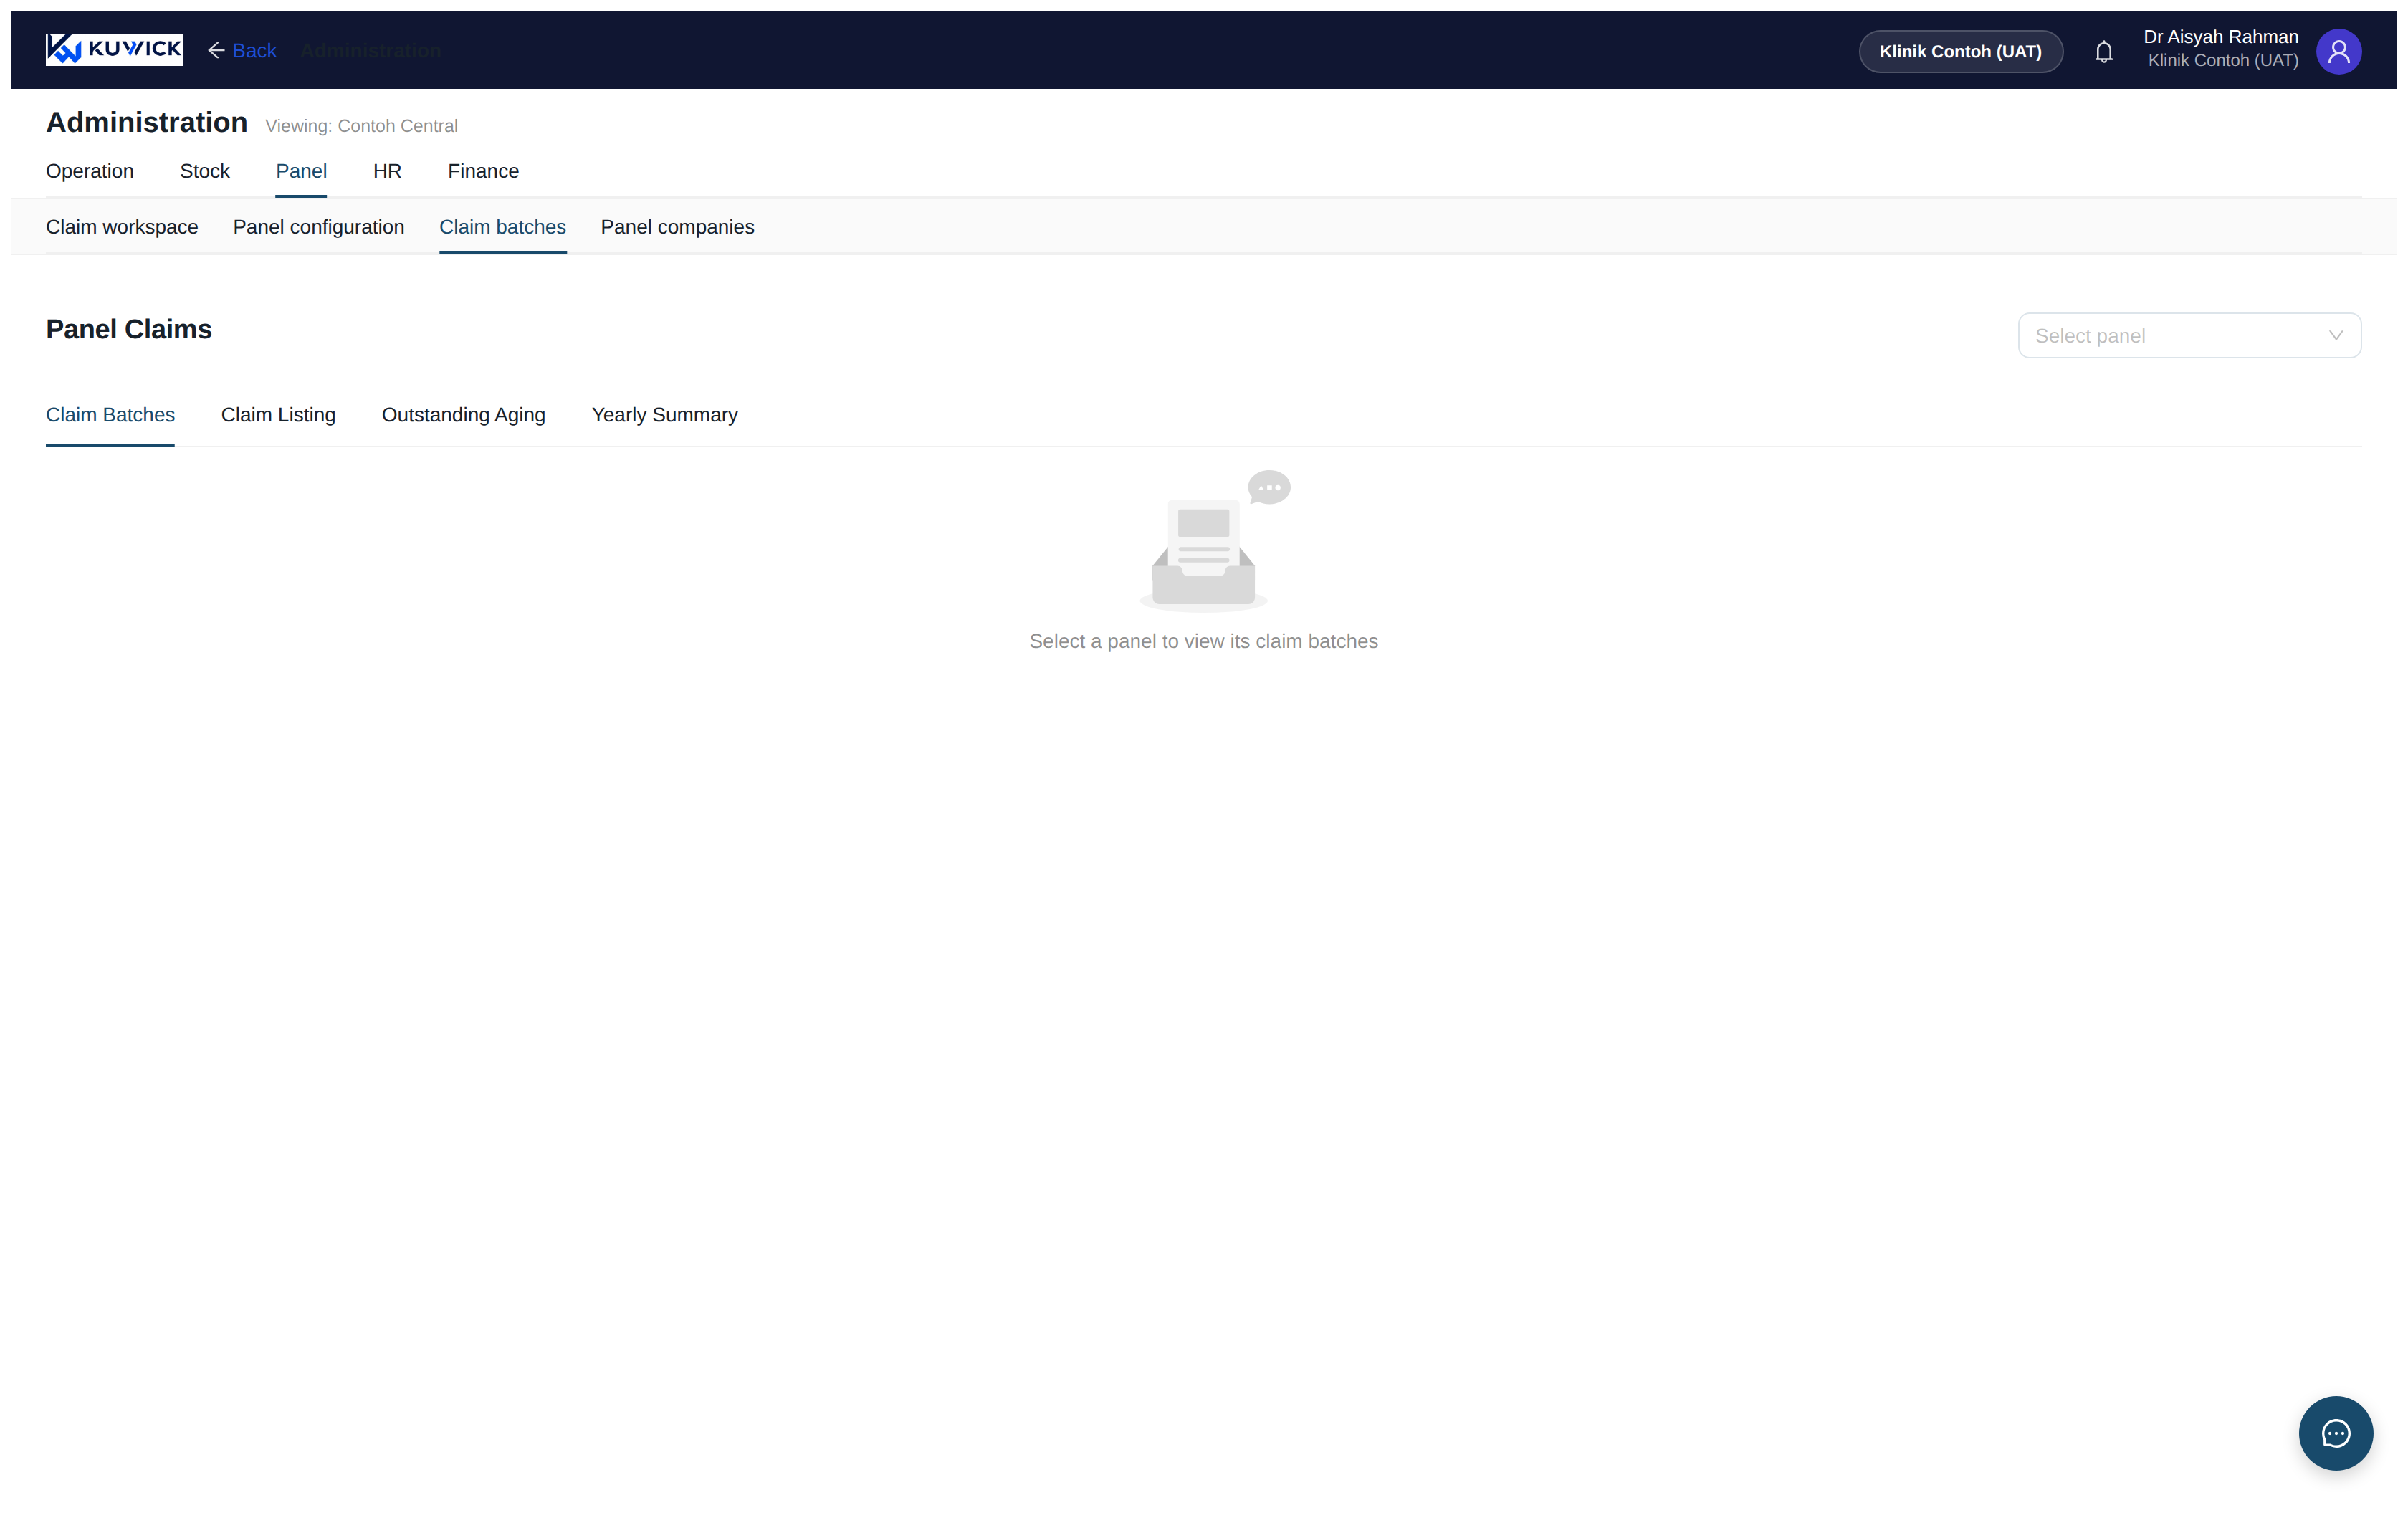 KUWICK
Back
Administration
Klinik Contoh (UAT)
Dr Aisyah Rahman
Klinik Contoh (UAT)
Administration
Viewing: Contoh Central
Operation
Stock
Panel
HR
Finance
Claim workspace
Panel configuration
Claim batches
Panel companies
Panel Claims
Select panel
Claim Batches
Claim Listing
Outstanding Aging
Yearly Summary
Select a panel to view its claim batches